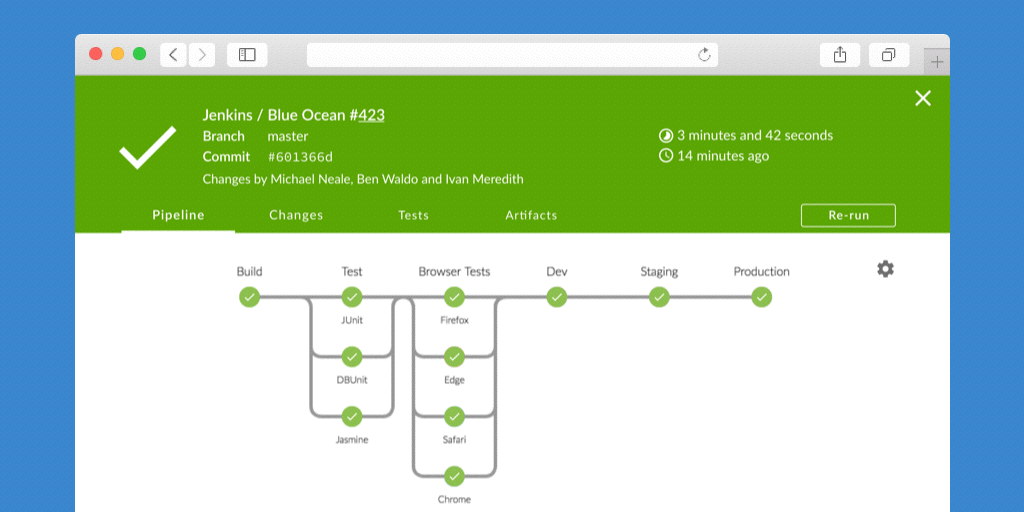 Jenkins / Blue Ocean #423
Branch master
Commit #601366d
Changes by Michael Neale, Ben Waldo and Ivan Meredith
3 minutes and 42 seconds
14 minutes ago
Pipeline Changes Tests Artifacts Re-run
Build Test Browser Tests Dev Staging Production
JUnit Firefox
DBUnit Edge
Jasmine Safari
Chrome